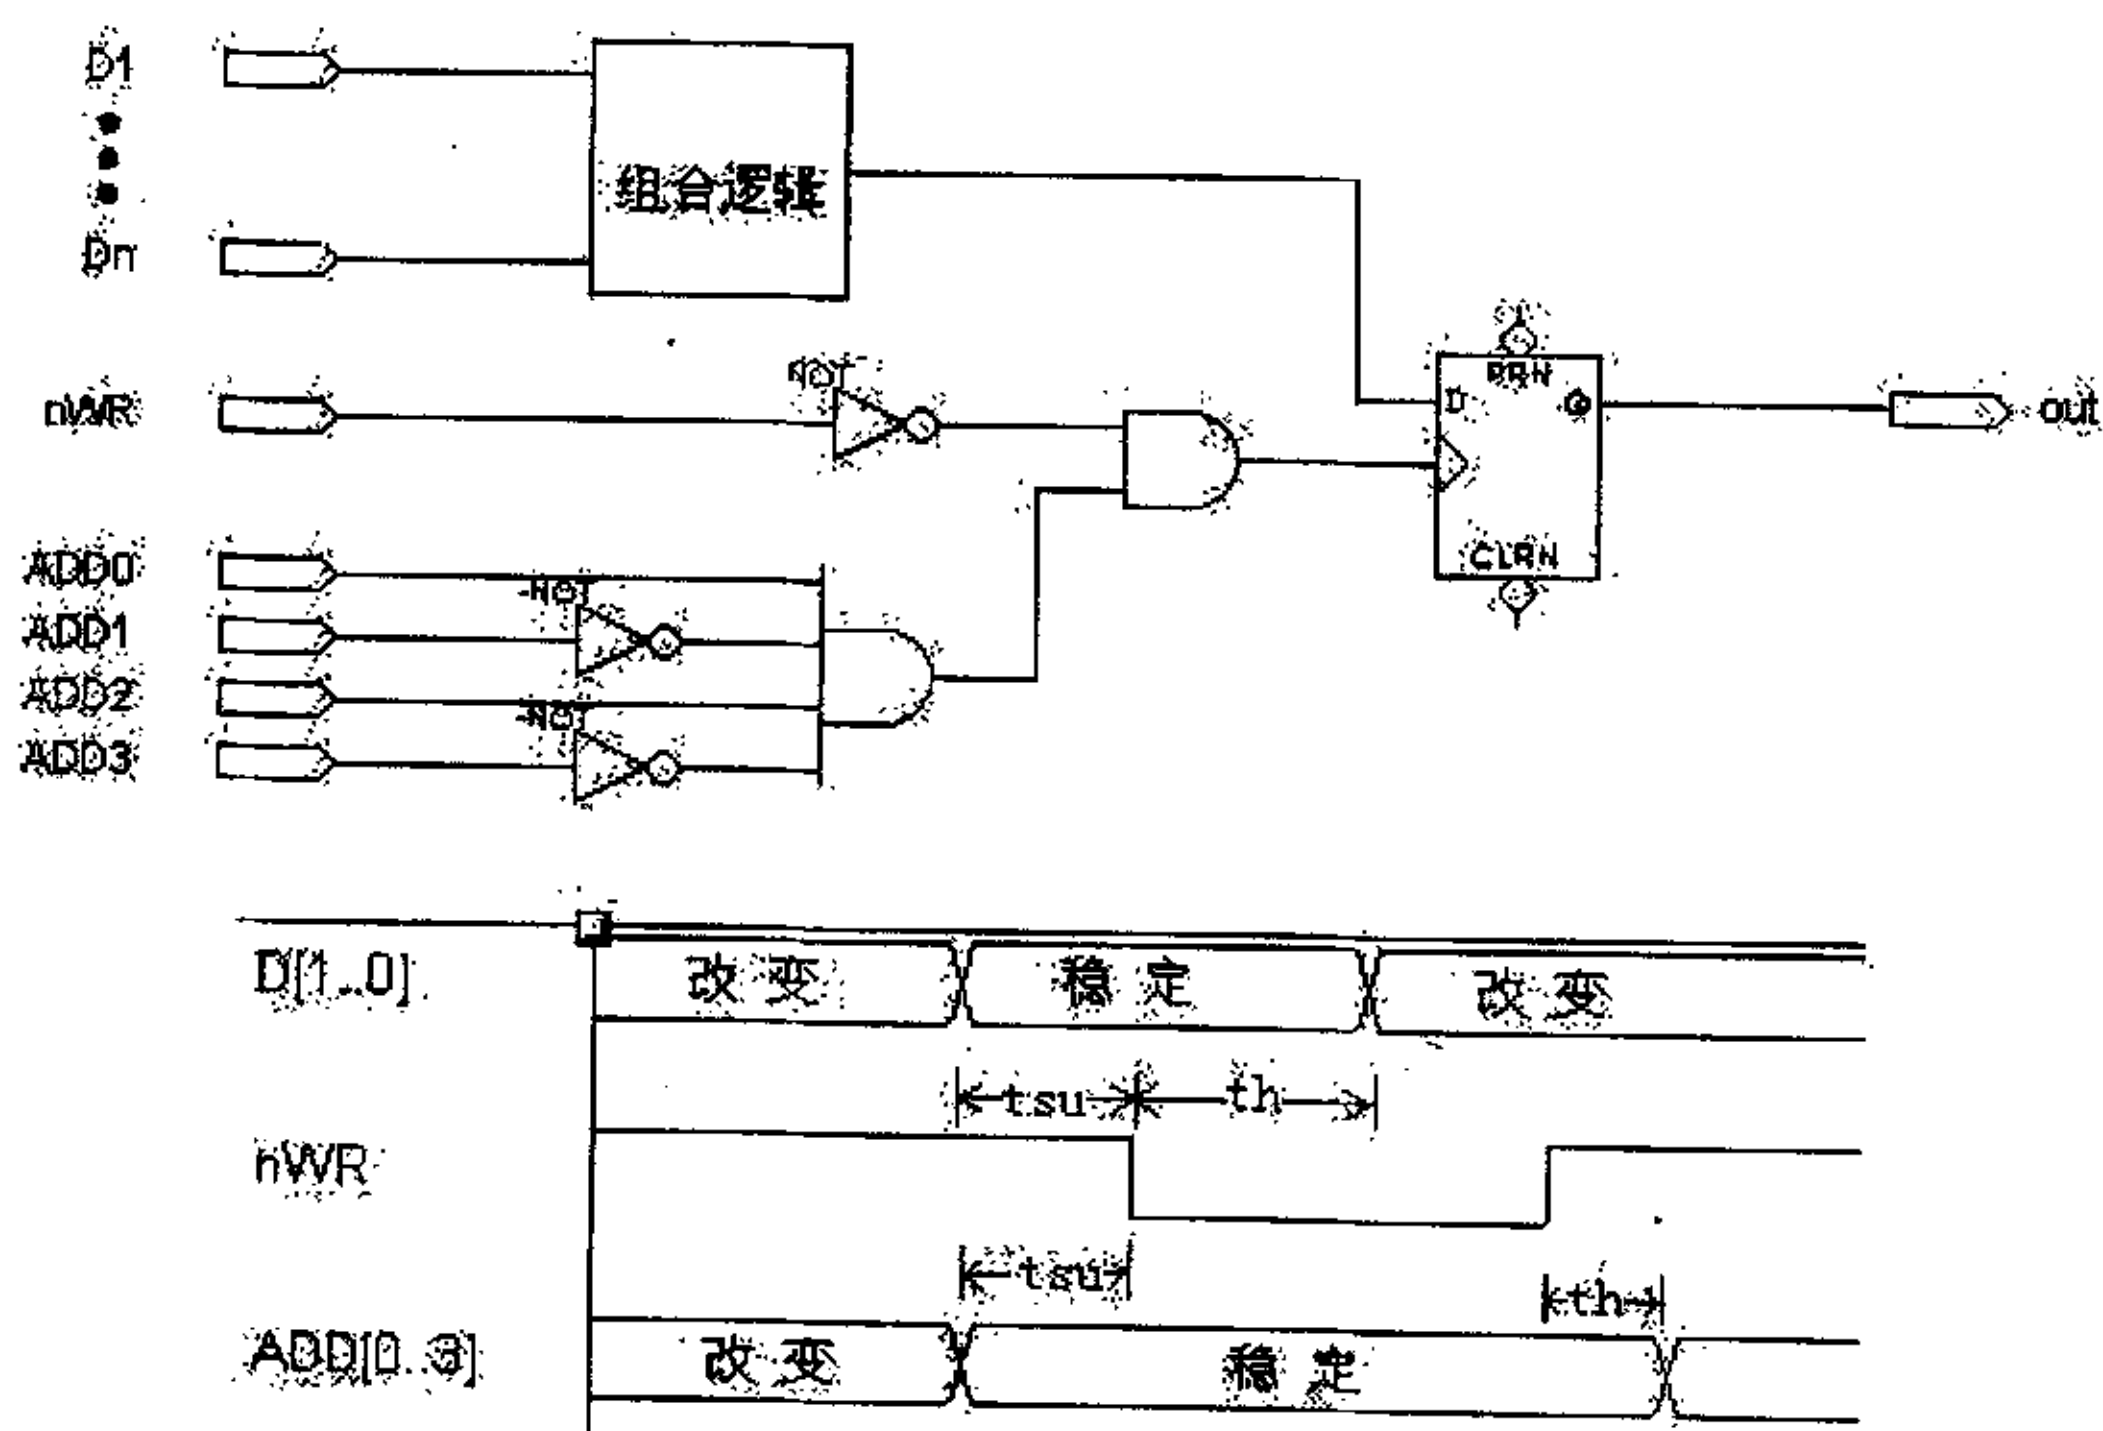 D1
组合逻辑
Dn
PRN
nWR
NOT
D
Q
out
CLRN
ADD0
NOT
ADD1
ADD2
NOT
ADD3
D[1..0]
改变
稳定
改变
tsu
th
nWR
tsu
th
ADD[0..3]
改变
稳定